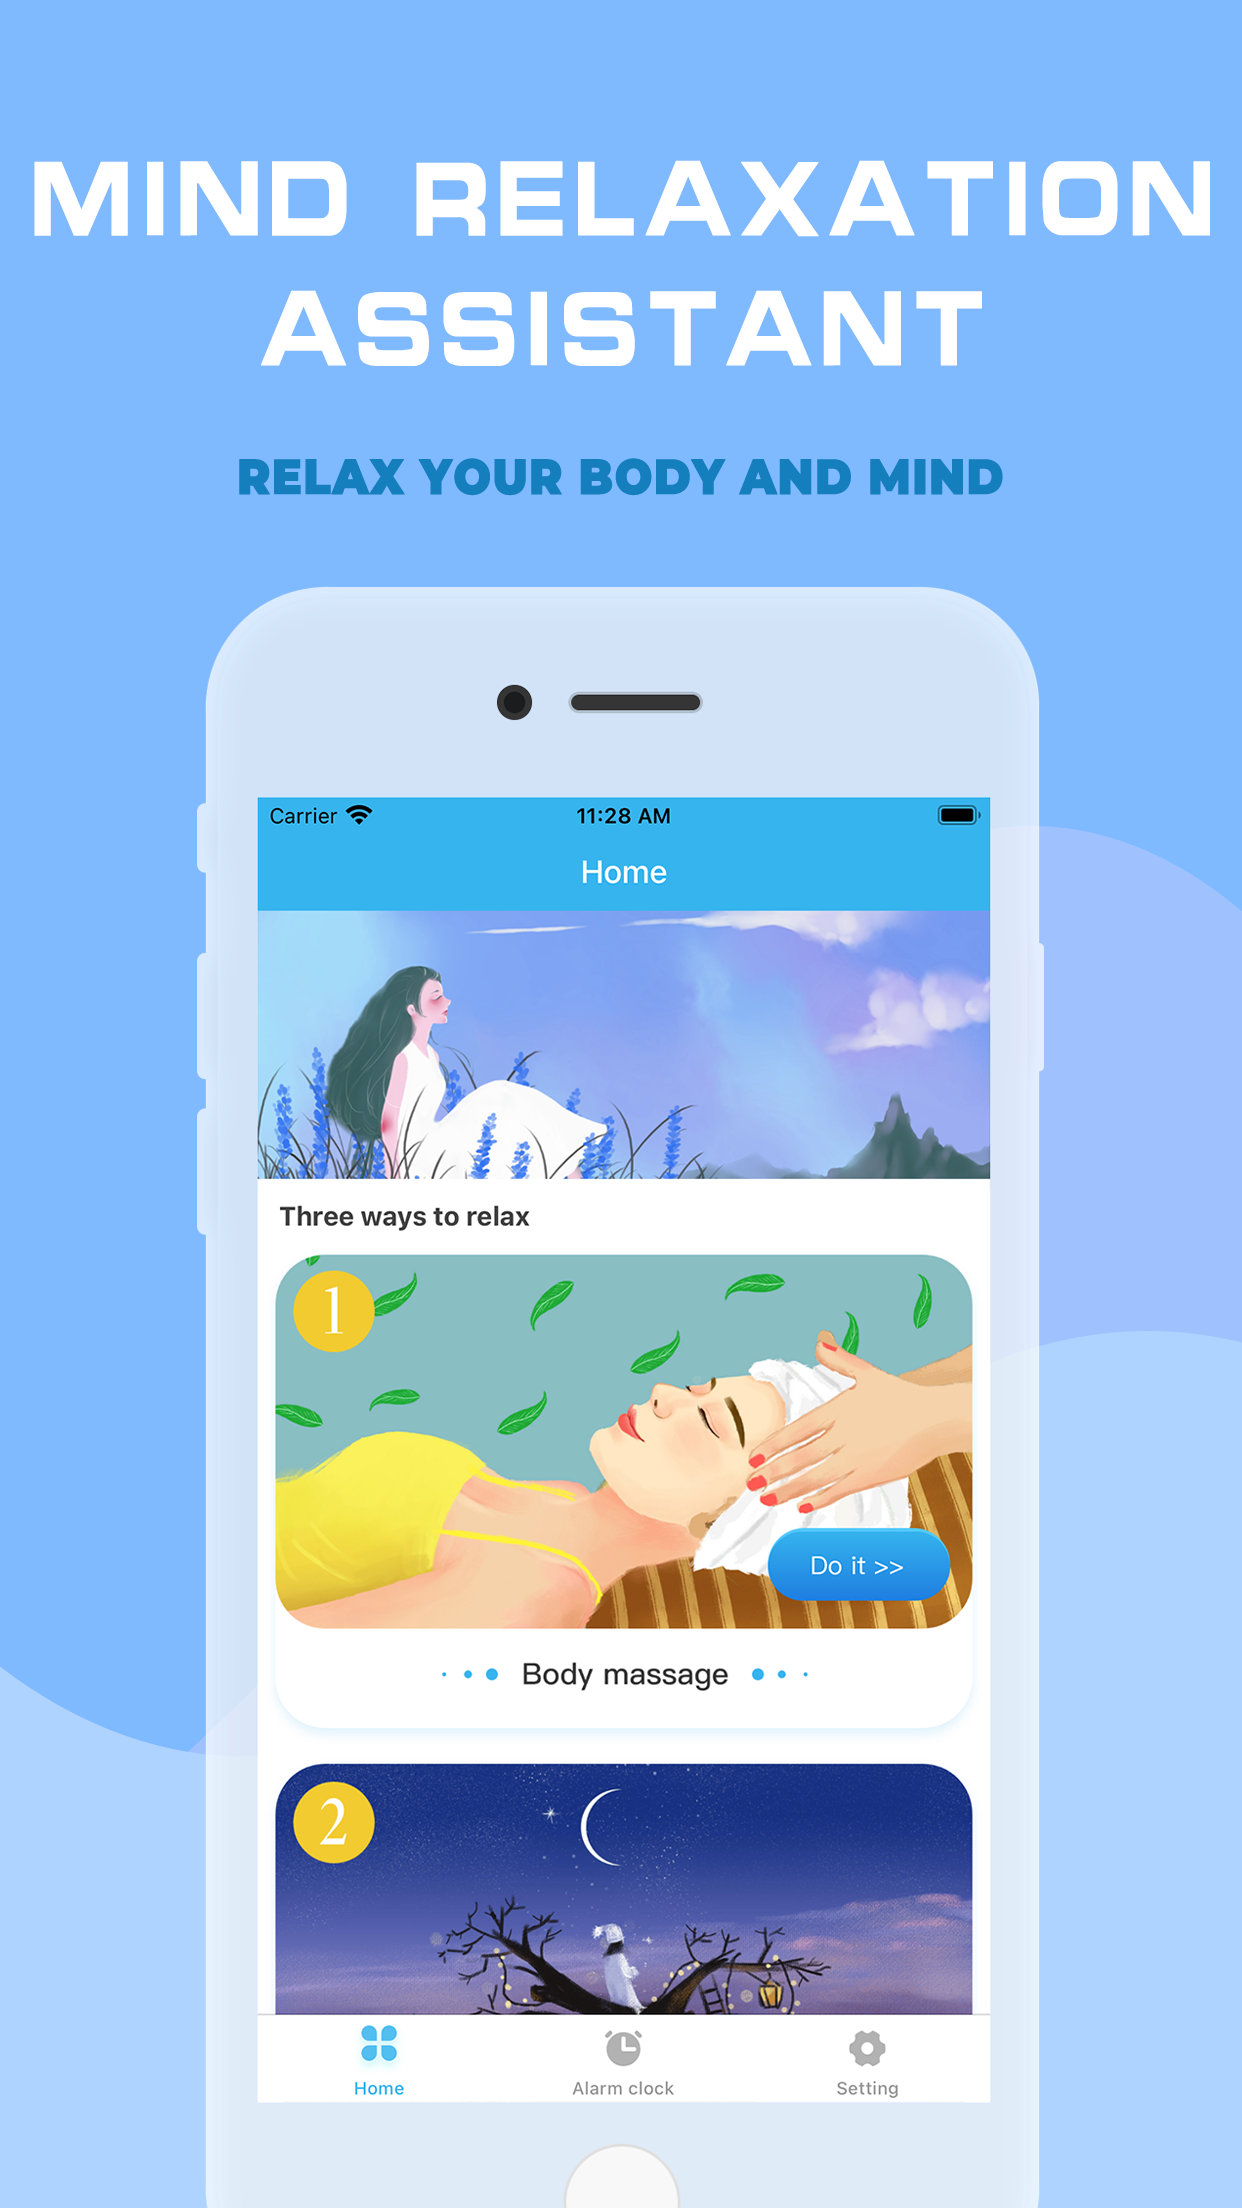 MIND RELAXATION
ASSISTANT
RELAX YOUR BODY AND MIND
Carrier 11:28 AM
Home
Three ways to relax
1
Do it >>
Body massage
2
Home Alarm clock Setting